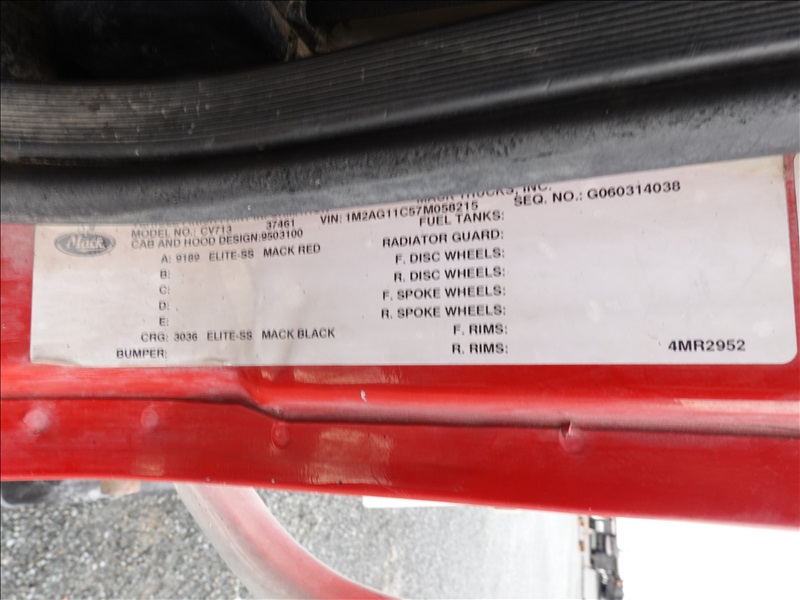 MACK TRUCKS, INC.
Mack MODEL NO.: CV713 37461 VIN: 1M2AG11C57M058215 SEQ. NO.: G060314038
CAB AND HOOD DESIGN:9503100 FUEL TANKS:
A: 9189 ELITE-SS MACK RED RADIATOR GUARD:
B: F. DISC WHEELS:
C: R. DISC WHEELS:
D: F. SPOKE WHEELS:
E: R. SPOKE WHEELS:
CRG: 3036 ELITE-SS MACK BLACK F. RIMS:
BUMPER: R. RIMS: 4MR2952